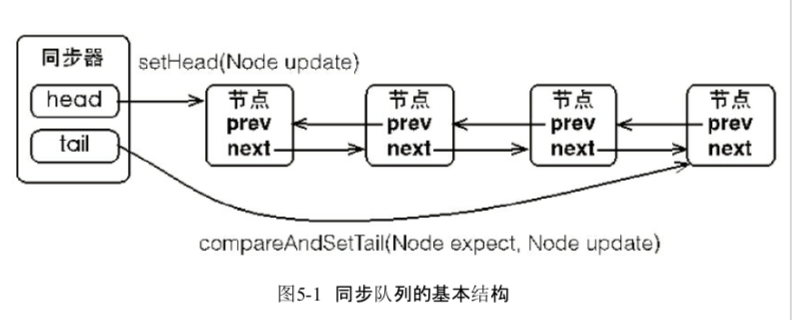 同步器
head
tail
setHead(Node update)
节点
prev
next
节点
prev
next
节点
prev
next
节点
prev
next
compareAndSetTail(Node expect, Node update)
图5-1 同步队列的基本结构